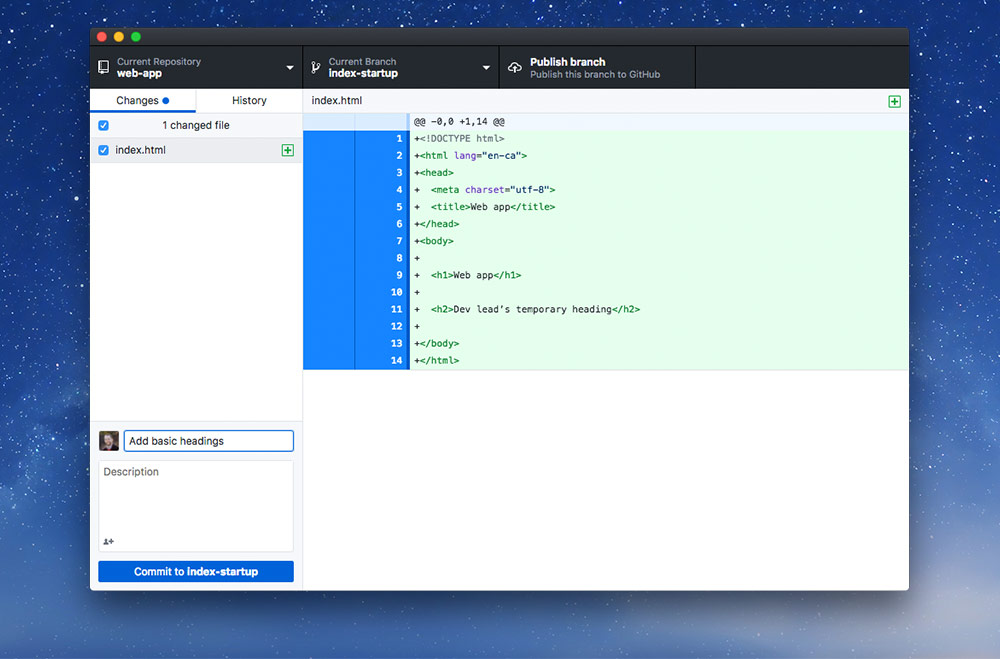 Current Repository
web-app
Current Branch
index-startup
Publish branch
Publish this branch to GitHub
Changes
History
1 changed file
index.html
index.html
@@ -0,0 +1,14 @@
1 +<!DOCTYPE html>
2 +<html lang="en-ca">
3 +<head>
4 +  <meta charset="utf-8">
5 +  <title>Web app</title>
6 +</head>
7 +<body>
8 +
9 +  <h1>Web app</h1>
10 +
11 +  <h2>Dev lead’s temporary heading</h2>
12 +
13 +</body>
14 +</html>
Add basic headings
Description
Commit to index-startup